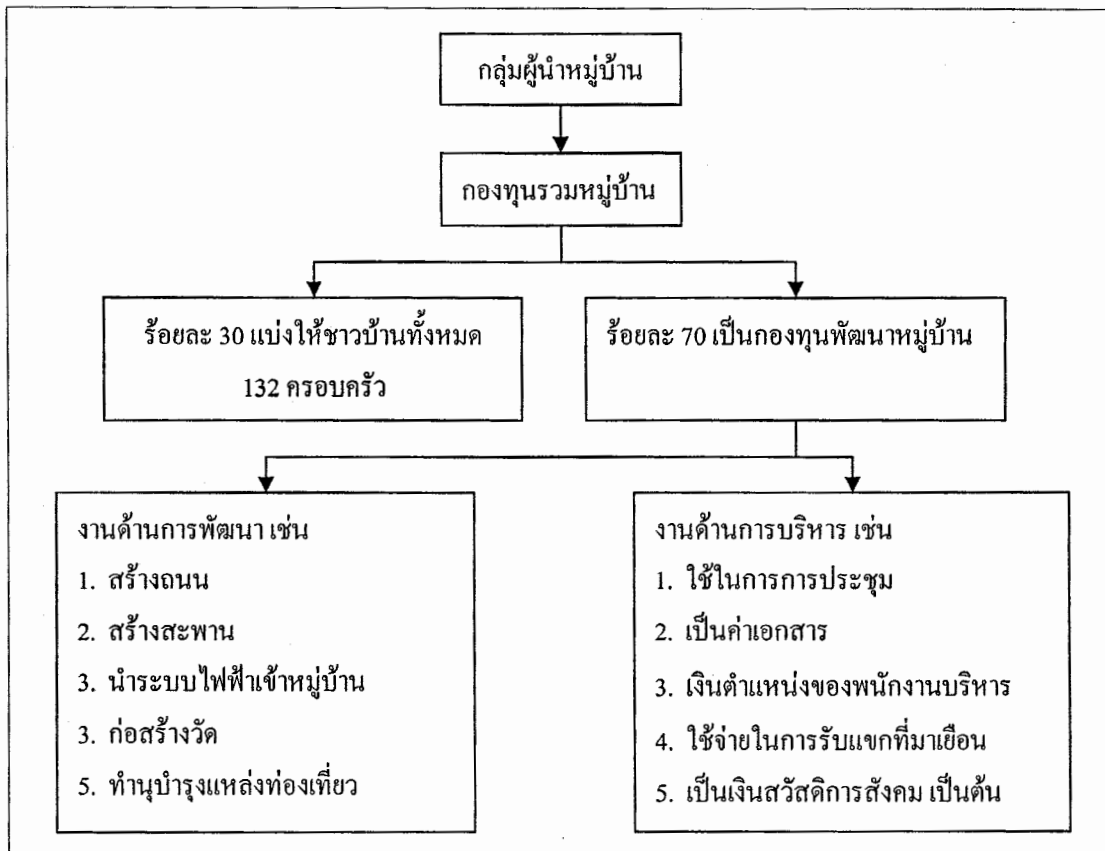 กลุ่มผู้นำหมู่บ้าน
กองทุนรวมหมู่บ้าน
ร้อยละ 30 แบ่งให้ชาวบ้านทั้งหมด
132 ครอบครัว
ร้อยละ 70 เป็นกองทุนพัฒนาหมู่บ้าน
งานด้านการพัฒนา เช่น
1. สร้างถนน
2. สร้างสะพาน
3. นำระบบไฟฟ้าเข้าหมู่บ้าน
3. ก่อสร้างวัด
5. ทำนุบำรุงแหล่งท่องเที่ยว
งานด้านการบริหาร เช่น
1. ใช้ในการการประชุม
2. เป็นค่าเอกสาร
3. เงินตำแหน่งของพนักงานบริหาร
4. ใช้จ่ายในการรับแขกที่มาเยือน
5. เป็นเงินสวัสดิการสังคม เป็นต้น